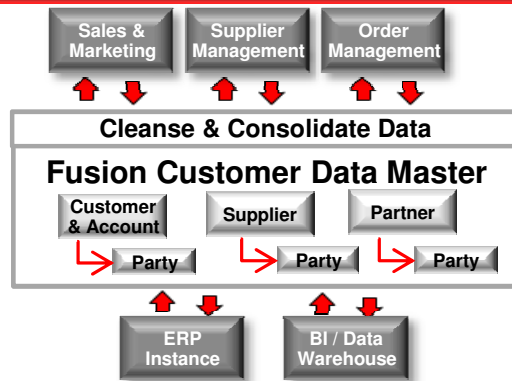 Sales &
Marketing
Supplier
Management
Order
Management
Cleanse & Consolidate Data
Fusion Customer Data Master
Customer
& Account
Supplier
Partner
Party
Party
Party
ERP
Instance
BI / Data
Warehouse